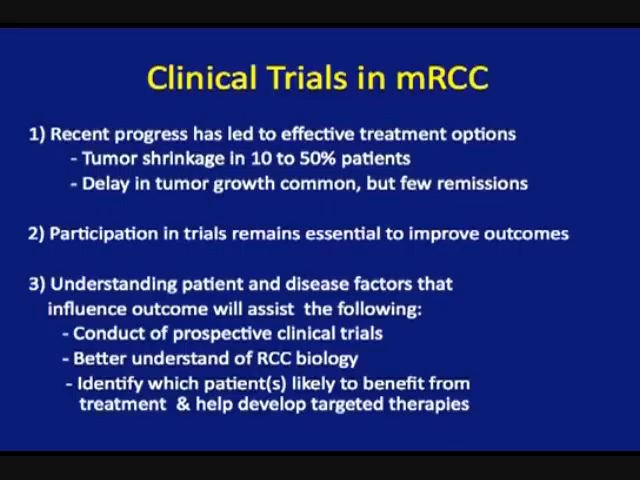 Clinical Trials in mRCC
1) Recent progress has led to effective treatment options
- Tumor shrinkage in 10 to 50% patients
- Delay in tumor growth common, but few remissions
2) Participation in trials remains essential to improve outcomes
3) Understanding patient and disease factors that
influence outcome will assist the following:
- Conduct of prospective clinical trials
- Better understand of RCC biology
- Identify which patient(s) likely to benefit from
treatment & help develop targeted therapies